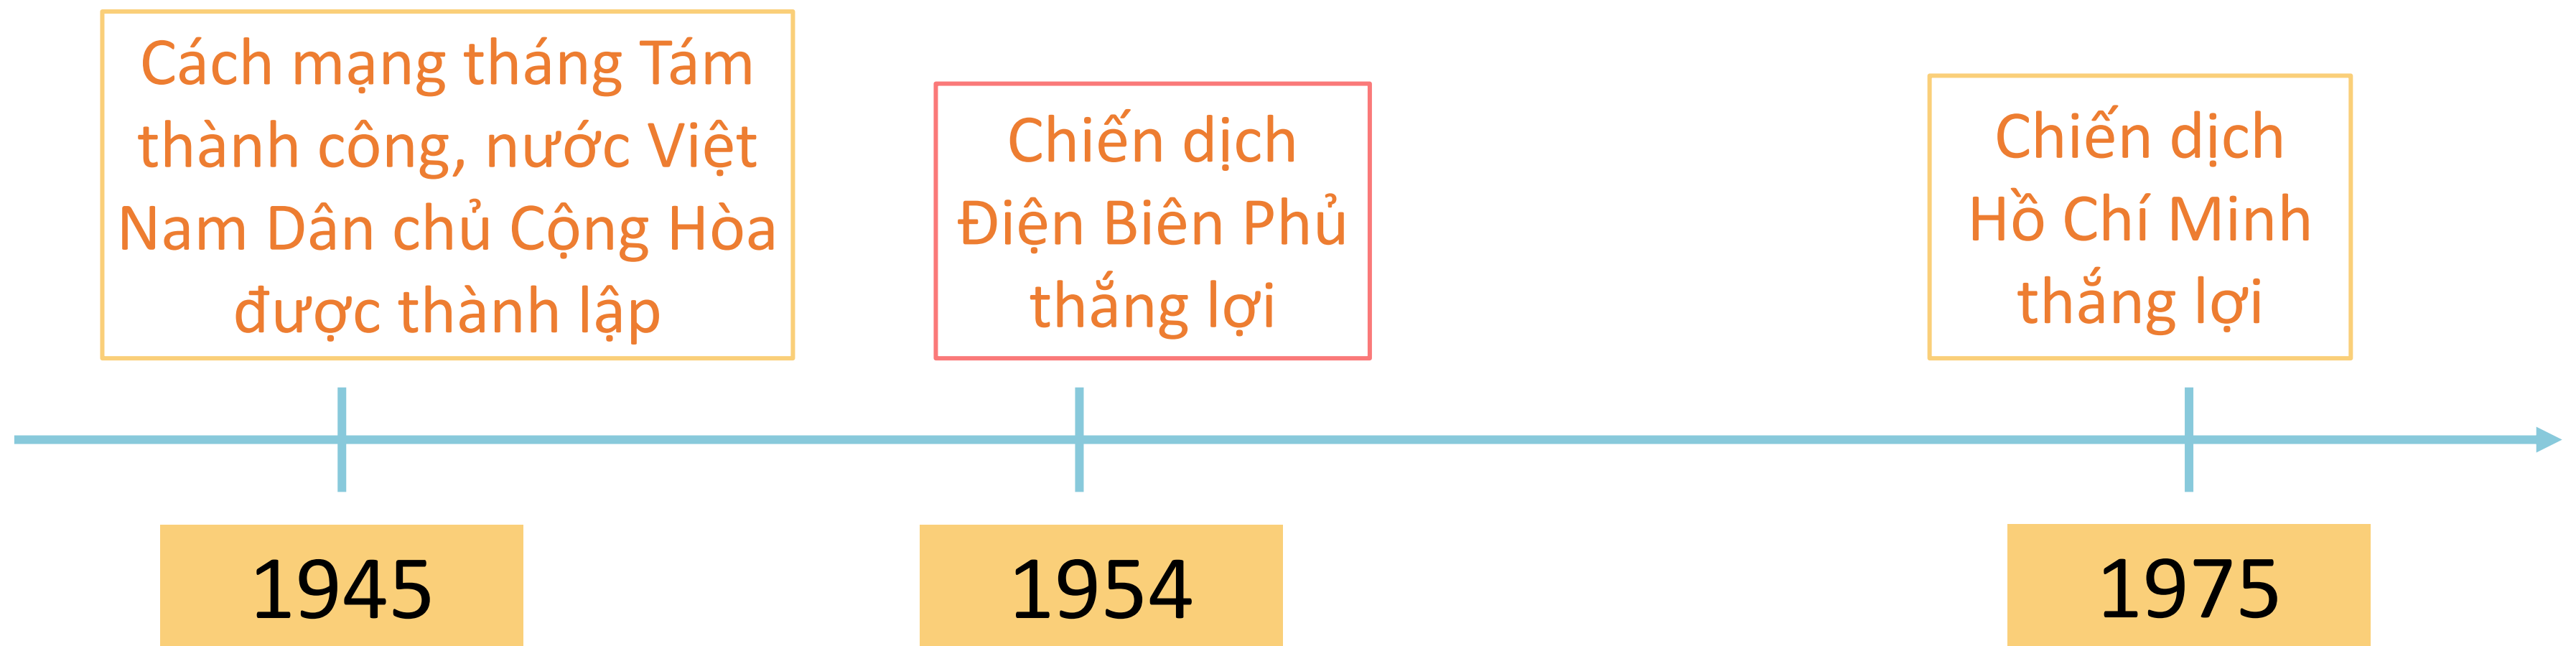 Cách mạng tháng Tám
thành công, nước Việt
Nam Dân chủ Cộng Hòa
được thành lập
Chiến dịch
Điện Biên Phủ
thắng lợi
Chiến dịch
Hồ Chí Minh
thắng lợi
1945
1954
1975